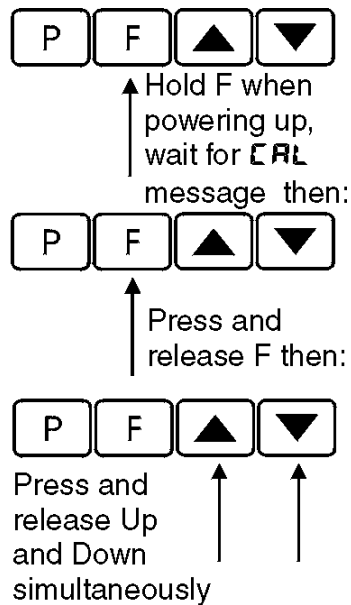 P F ▲ ▼
Hold F when
powering up,
wait for CAL
message then:
P F ▲ ▼
Press and
release F then:
P F ▲ ▼
Press and
release Up
and Down
simultaneously